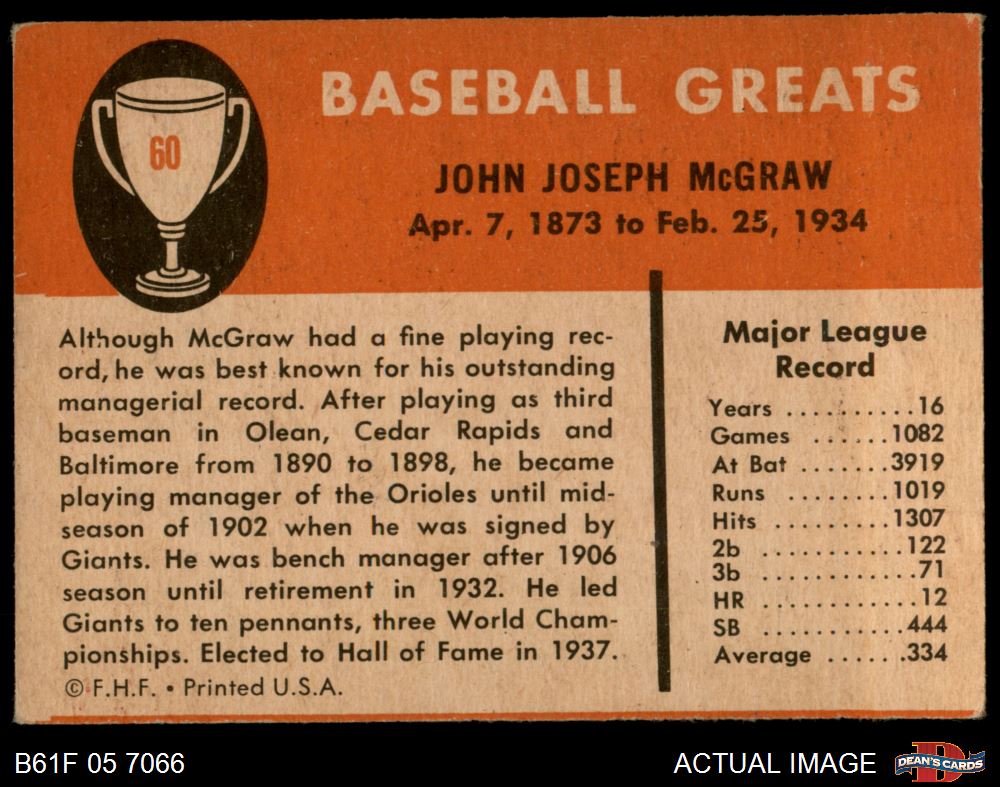 60
BASEBALL GREATS
JOHN JOSEPH McGRAW
Apr. 7, 1873 to Feb. 25, 1934
Although McGraw had a fine playing rec-
ord, he was best known for his outstanding
managerial record. After playing as third
baseman in Olean, Cedar Rapids and
Baltimore from 1890 to 1898, he became
playing manager of the Orioles until mid-
season of 1902 when he was signed by
Giants. He was bench manager after 1906
season until retirement in 1932. He led
Giants to ten pennants, three World Cham-
pionships. Elected to Hall of Fame in 1937.
© F.H.F. • Printed U.S.A.
Major League
Record
Years ..........16
Games ......1082
At Bat .......3919
Runs ........1019
Hits .........1307
2b ...........122
3b ............71
HR ............12
SB ...........444
Average ......334
B61F 05 7066
ACTUAL IMAGE
D
DEAN'S CARDS